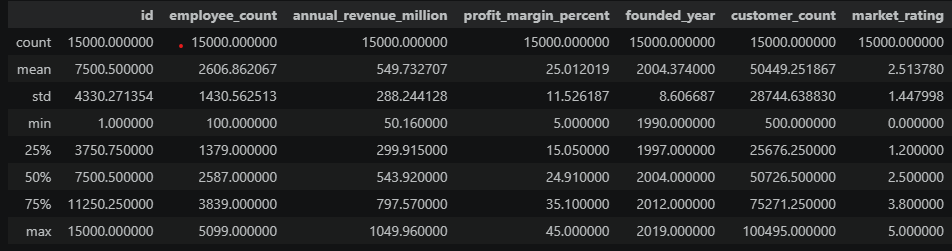 id employee_count annual_revenue_million profit_margin_percent founded_year customer_count market_rating
count 15000.000000 15000.000000 15000.000000 15000.000000 15000.000000 15000.000000 15000.000000
mean 7500.500000 2606.862067 549.732707 25.012019 2004.374000 50449.251867 2.513780
std 4330.271354 1430.562513 288.244128 11.526187 8.606687 28744.638830 1.447998
min 1.000000 100.000000 50.160000 5.000000 1990.000000 500.000000 0.000000
25% 3750.750000 1379.000000 299.915000 15.050000 1997.000000 25676.250000 1.200000
50% 7500.500000 2587.000000 543.920000 24.910000 2004.000000 50726.500000 2.500000
75% 11250.250000 3839.000000 797.570000 35.100000 2012.000000 75271.250000 3.800000
max 15000.000000 5099.000000 1049.960000 45.000000 2019.000000 100495.000000 5.000000